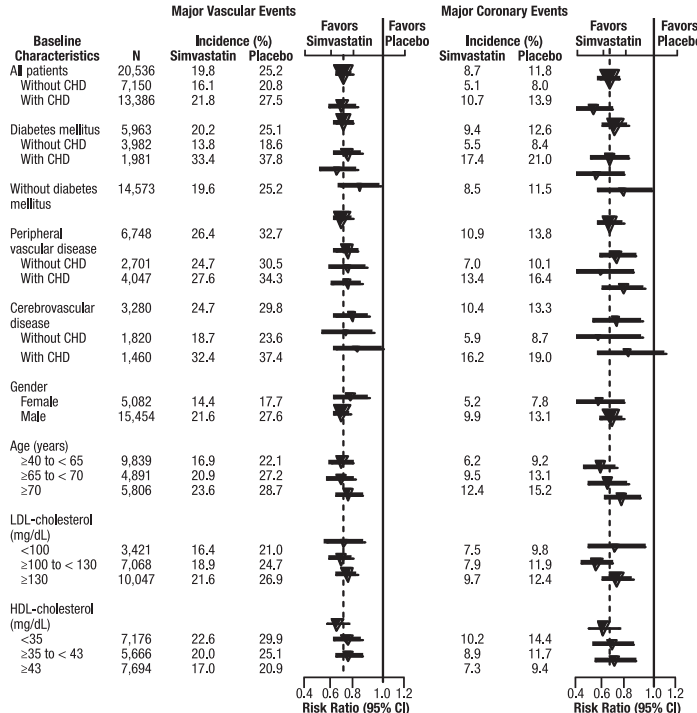 Major Vascular Events Major Coronary Events
Favors Favors Favors Favors
Baseline Incidence (%) Simvastatin Placebo Incidence (%) Simvastatin Placebo
Characteristics N Simvastatin Placebo Simvastatin Placebo
All patients 20,536 19.8 25.2 8.7 11.8
Without CHD 7,150 16.1 20.8 5.1 8.0
With CHD 13,386 21.8 27.5 10.7 13.9
Diabetes mellitus 5,963 20.2 25.1 9.4 12.6
Without CHD 3,982 13.8 18.6 5.5 8.4
With CHD 1,981 33.4 37.8 17.4 21.0
Without diabetes 14,573 19.6 25.2 8.5 11.5
mellitus
Peripheral 6,748 26.4 32.7 10.9 13.8
vascular disease
Without CHD 2,701 24.7 30.5 7.0 10.1
With CHD 4,047 27.6 34.3 13.4 16.4
Cerebrovascular 3,280 24.7 29.8 10.4 13.3
disease
Without CHD 1,820 18.7 23.6 5.9 8.7
With CHD 1,460 32.4 37.4 16.2 19.0
Gender
Female 5,082 14.4 17.7 5.2 7.8
Male 15,454 21.6 27.6 9.9 13.1
Age (years)
≥40 to < 65 9,839 16.9 22.1 6.2 9.2
≥65 to < 70 4,891 20.9 27.2 9.5 13.1
≥70 5,806 23.6 28.7 12.4 15.2
LDL-cholesterol
(mg/dL)
<100 3,421 16.4 21.0 7.5 9.8
≥100 to < 130 7,068 18.9 24.7 7.9 11.9
≥130 10,047 21.6 26.9 9.7 12.4
HDL-cholesterol
(mg/dL)
<35 7,176 22.6 29.9 10.2 14.4
≥35 to < 43 5,666 20.0 25.1 8.9 11.7
≥43 7,694 17.0 20.9 7.3 9.4
0.4 0.6 0.8 1.0 1.2 0.4 0.6 0.8 1.0 1.2
Risk Ratio (95% CI) Risk Ratio (95% CI)